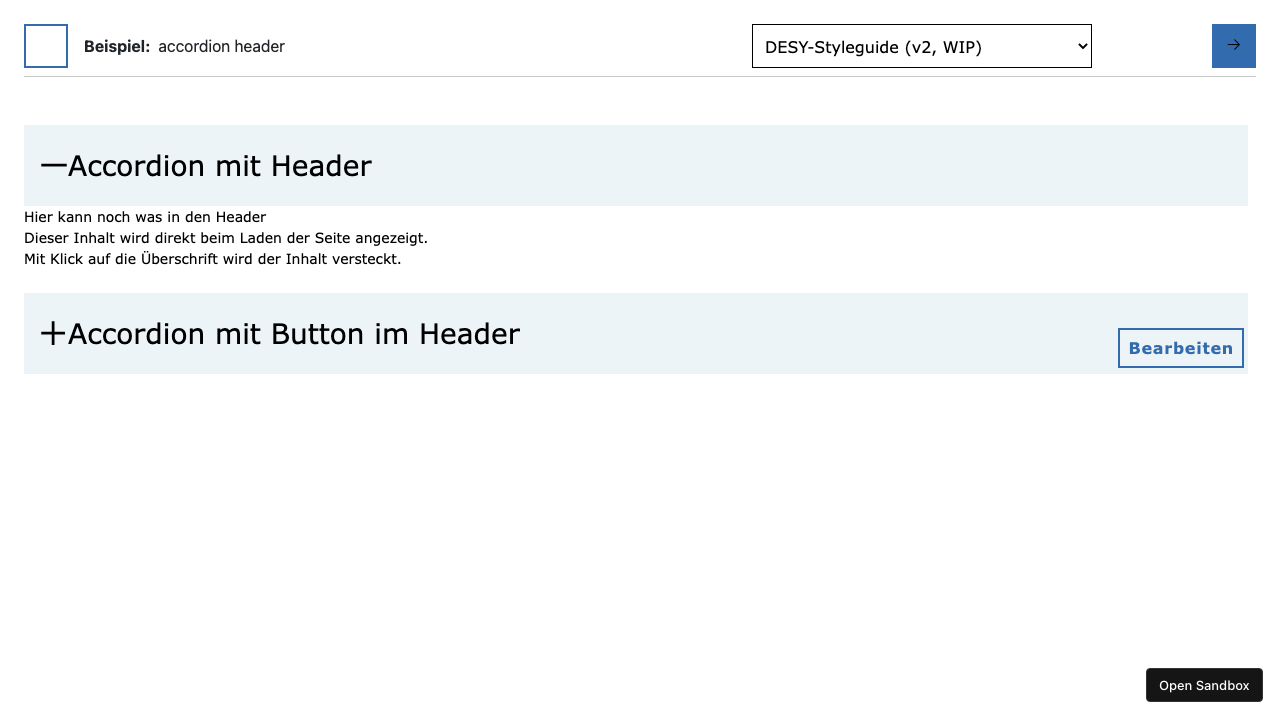 Beispiel: accordion header
DESY-Styleguide (v2, WIP)
Accordion mit Header
Hier kann noch was in den Header
Dieser Inhalt wird direkt beim Laden der Seite angezeigt.
Mit Klick auf die Überschrift wird der Inhalt versteckt.
Accordion mit Button im Header
Bearbeiten
Open Sandbox